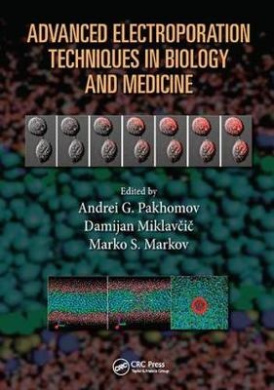 ADVANCED ELECTROPORATION
TECHNIQUES IN BIOLOGY
AND MEDICINE
Edited by
Andrei G. Pakhomov
Damijan Miklavčič
Marko S. Markov
CRC Press
Taylor & Francis Group